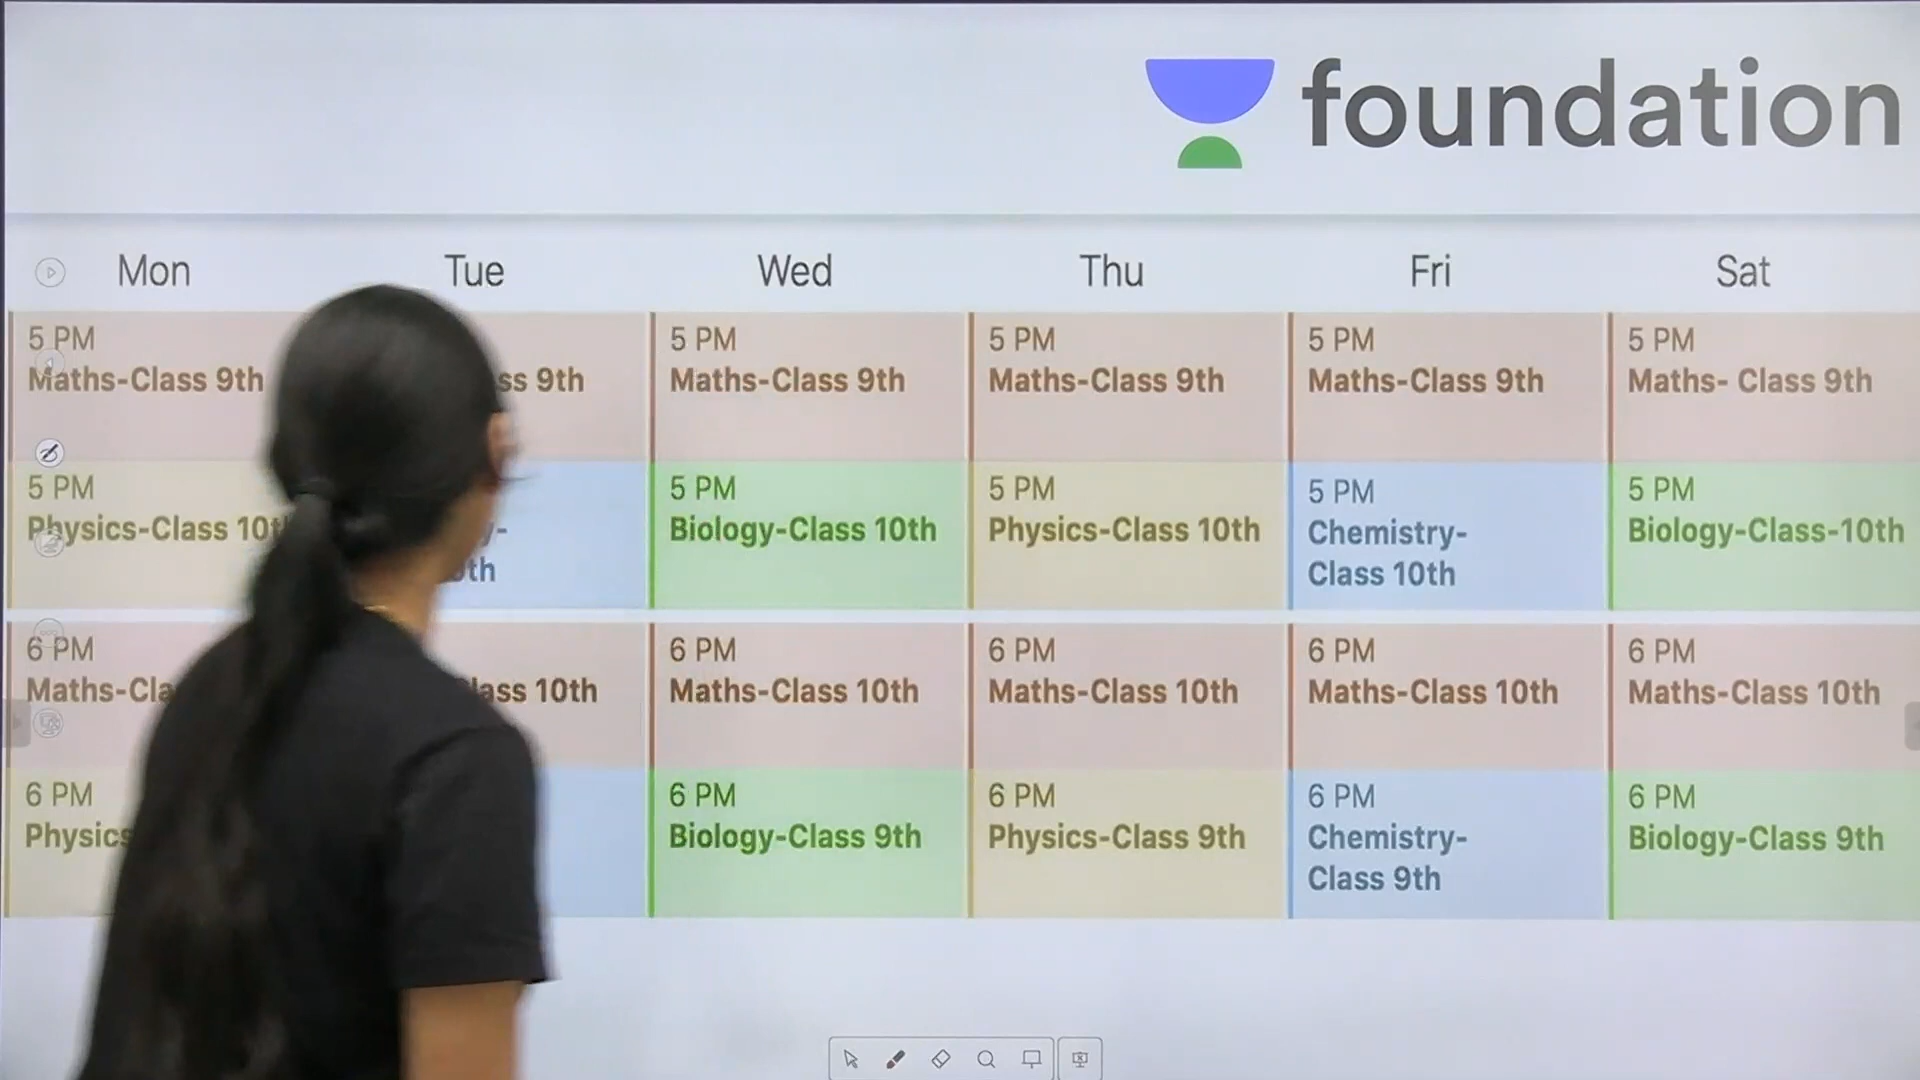 foundation
Mon Tue Wed Thu Fri Sat
5 PM
Maths-Class 9th
9th
5 PM
Maths-Class 9th
5 PM
Maths-Class 9th
5 PM
Maths-Class 9th
5 PM
Maths- Class 9th
5 PM
Physics-Class
5 PM
Biology-Class 10th
5 PM
Physics-Class 10th
5 PM
Chemistry-
Class 10th
5 PM
Biology-Class-10th
6 PM
10th
6 PM
Maths-Class 10th
6 PM
Maths-Class 10th
6 PM
Maths-Class 10th
6 PM
Maths-Class 10th
6 PM
Physics
6 PM
Biology-Class 9th
6 PM
Physics-Class 9th
6 PM
Chemistry-
Class 9th
6 PM
Biology-Class 9th